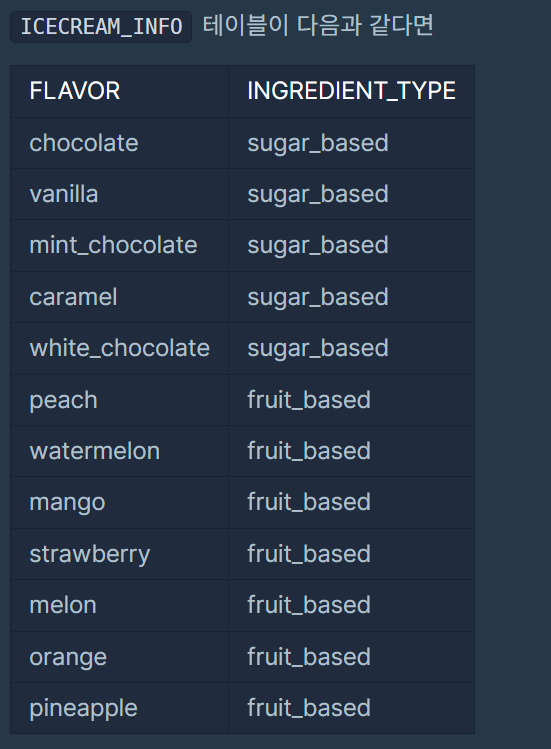 ICECREAM_INFO 테이블이 다음과 같다면
FLAVOR INGREDIENT_TYPE
chocolate sugar_based
vanilla sugar_based
mint_chocolate sugar_based
caramel sugar_based
white_chocolate sugar_based
peach fruit_based
watermelon fruit_based
mango fruit_based
strawberry fruit_based
melon fruit_based
orange fruit_based
pineapple fruit_based